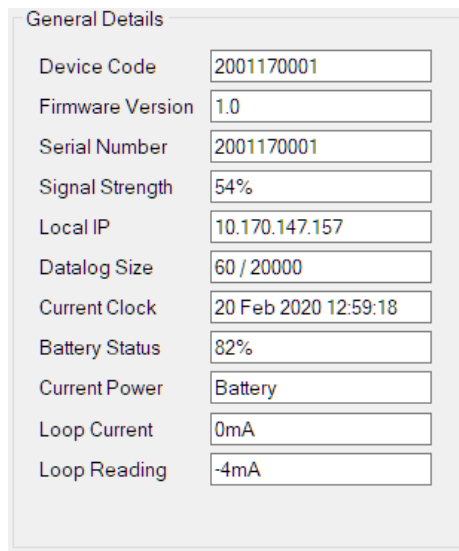 General Details
Device Code 2001170001
Firmware Version 1.0
Serial Number 2001170001
Signal Strength 54%
Local IP 10.170.147.157
Datalog Size 60 / 20000
Current Clock 20 Feb 2020 12:59:18
Battery Status 82%
Current Power Battery
Loop Current 0mA
Loop Reading -4mA